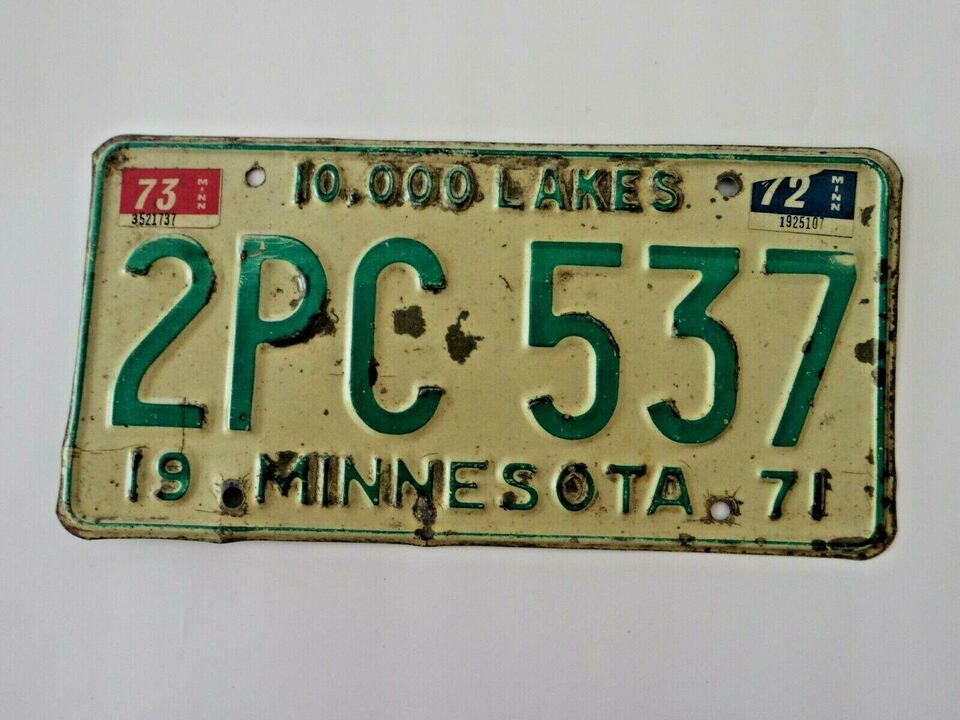 73 MINN
3521737
10,000 LAKES
72 MINN
1925107
2PC 537
19 MINNESOTA 71